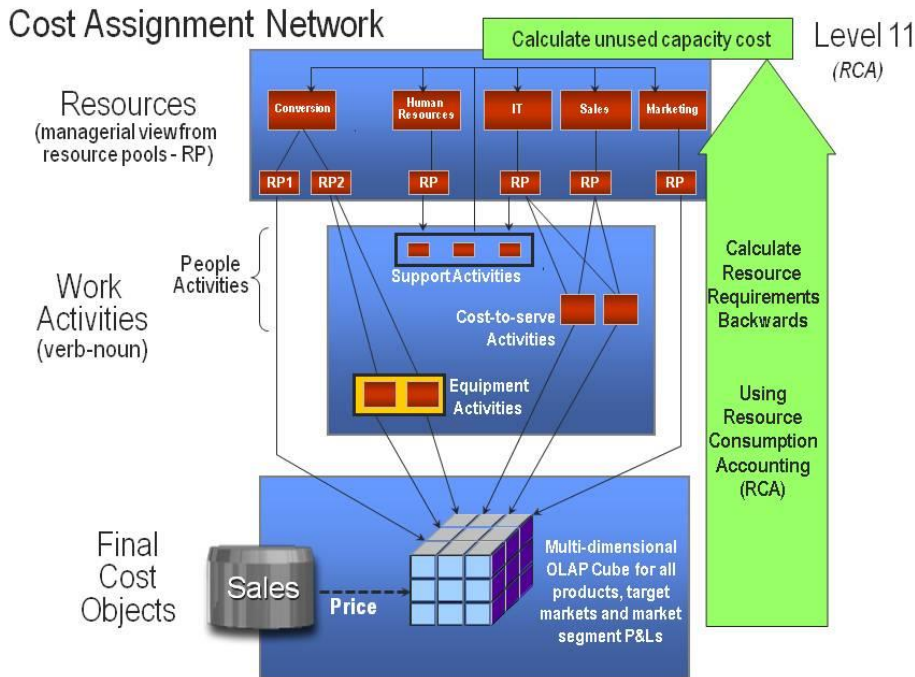 Cost Assignment Network
Calculate unused capacity cost
Level 11
(RCA)
Resources
(managerial view from
resource pools - RP)
Conversion
Human
Resources
IT
Sales
Marketing
RP1
RP2
RP
RP
RP
RP
People
Activities
Work
Activities
(verb-noun)
Support Activities
Cost-to-serve
Activities
Equipment
Activities
Calculate
Resource
Requirements
Backwards
Using
Resource
Consumption
Accounting
(RCA)
Final
Cost
Objects
Sales
Price
Multi-dimensional
OLAP Cube for all
products, target
markets and market
segment P&Ls